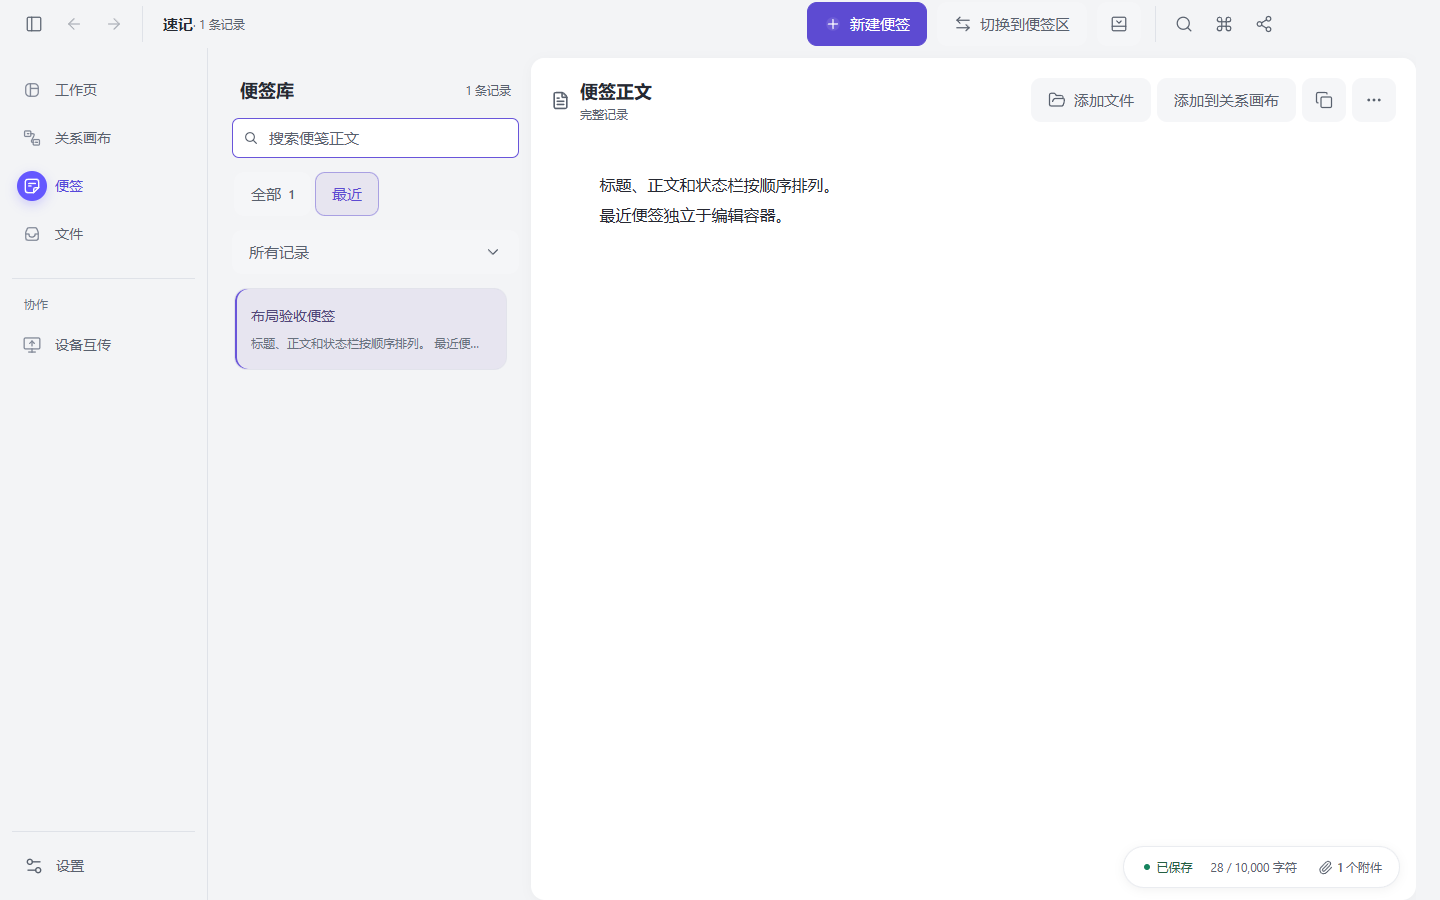 速记 · 1 条记录
新建便签
切换到便签区
工作页
关系画布
便签
文件
协作
设备互传
设置
便签库
1 条记录
搜索便笺正文
全部 1
最近
所有记录
布局验收便签
标题、正文和状态栏按顺序排列。 最近便...
便签正文
完整记录
添加文件
添加到关系画布
标题、正文和状态栏按顺序排列。
最近便签独立于编辑容器。
已保存
28 / 10,000 字符
1 个附件